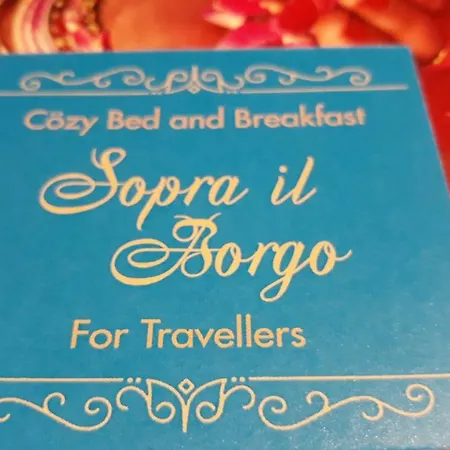 Cözy Bed and Breakfast
Sopra il
Borgo
For Travellers